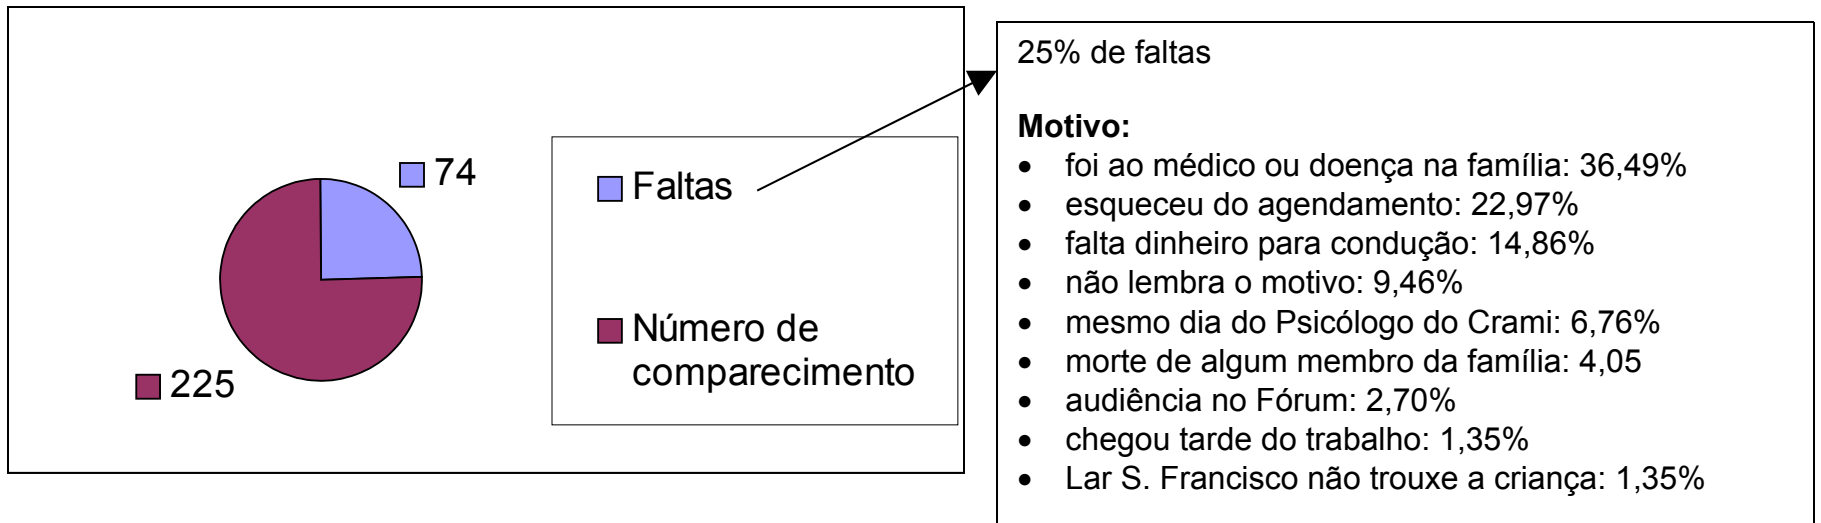 74
225
Faltas
Número de
comparecimento
25% de faltas
Motivo:
• foi ao médico ou doença na família: 36,49%
• esqueceu do agendamento: 22,97%
• falta dinheiro para condução: 14,86%
• não lembra o motivo: 9,46%
• mesmo dia do Psicólogo do Crami: 6,76%
• morte de algum membro da família: 4,05
• audiência no Fórum: 2,70%
• chegou tarde do trabalho: 1,35%
• Lar S. Francisco não trouxe a criança: 1,35%